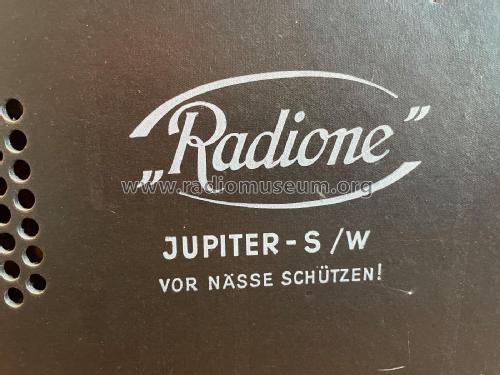 „Radione”
www.radiomuseum.org
JUPITER - S /W
VOR NÄSSE SCHÜTZEN!